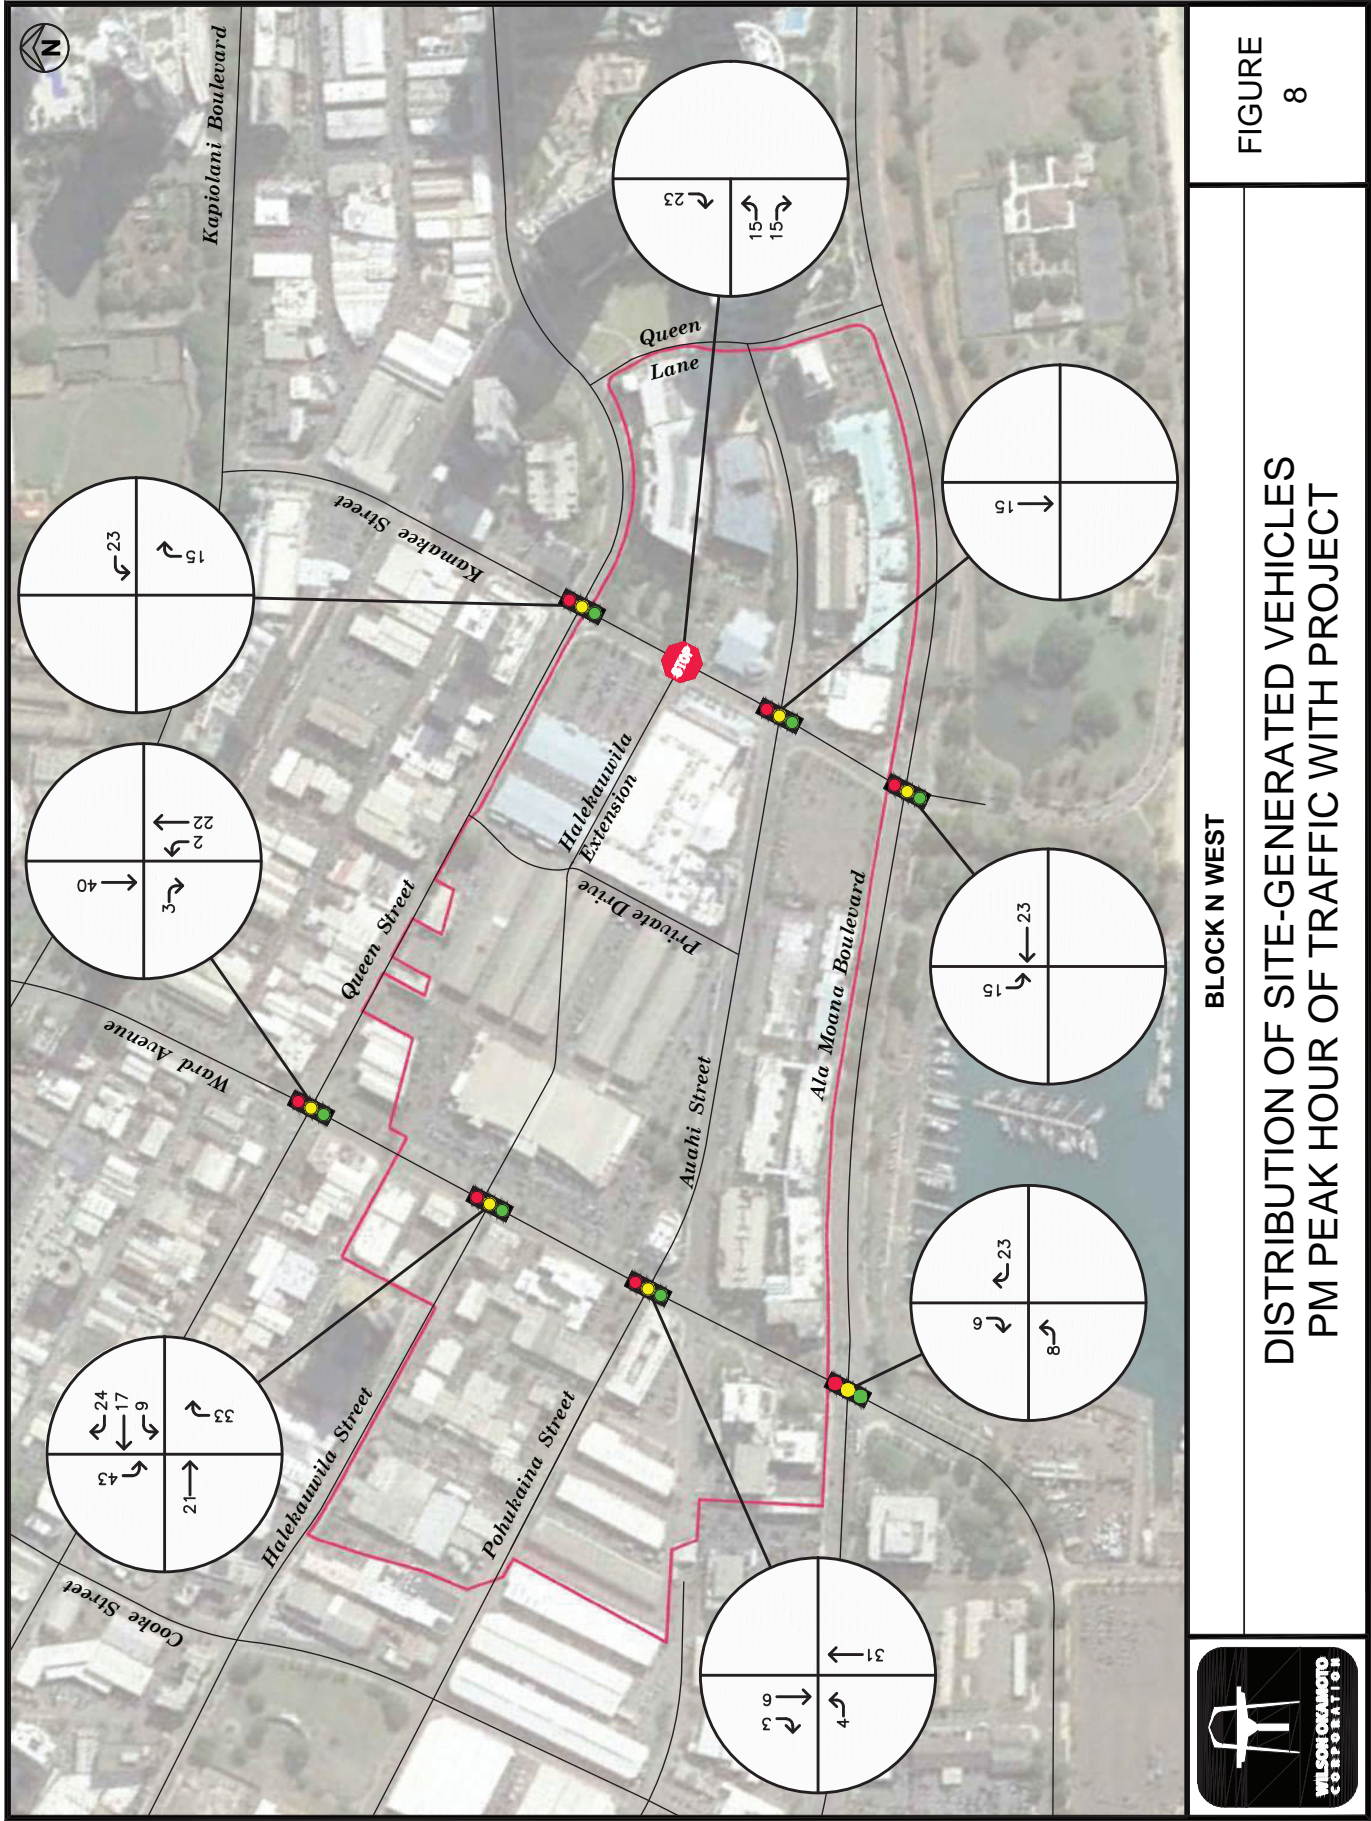 N
Kapiolani Boulevard
Kamakee Street
Queen
Lane
Queen Street
Ward Avenue
Halekauwila
Extension
Private Drive
Auahi Street
Ala Moana Boulevard
Halekauwila Street
Pohukaina Street
Cooke Street
STOP
23
15
15
23
15
15
15
23
40
3
2
22
24
17
9
43
21
33
3
6
4
31
6
8
23
WILSON OKAMOTO
CORPORATION
BLOCK N WEST
DISTRIBUTION OF SITE-GENERATED VEHICLES
PM PEAK HOUR OF TRAFFIC WITH PROJECT
FIGURE
8